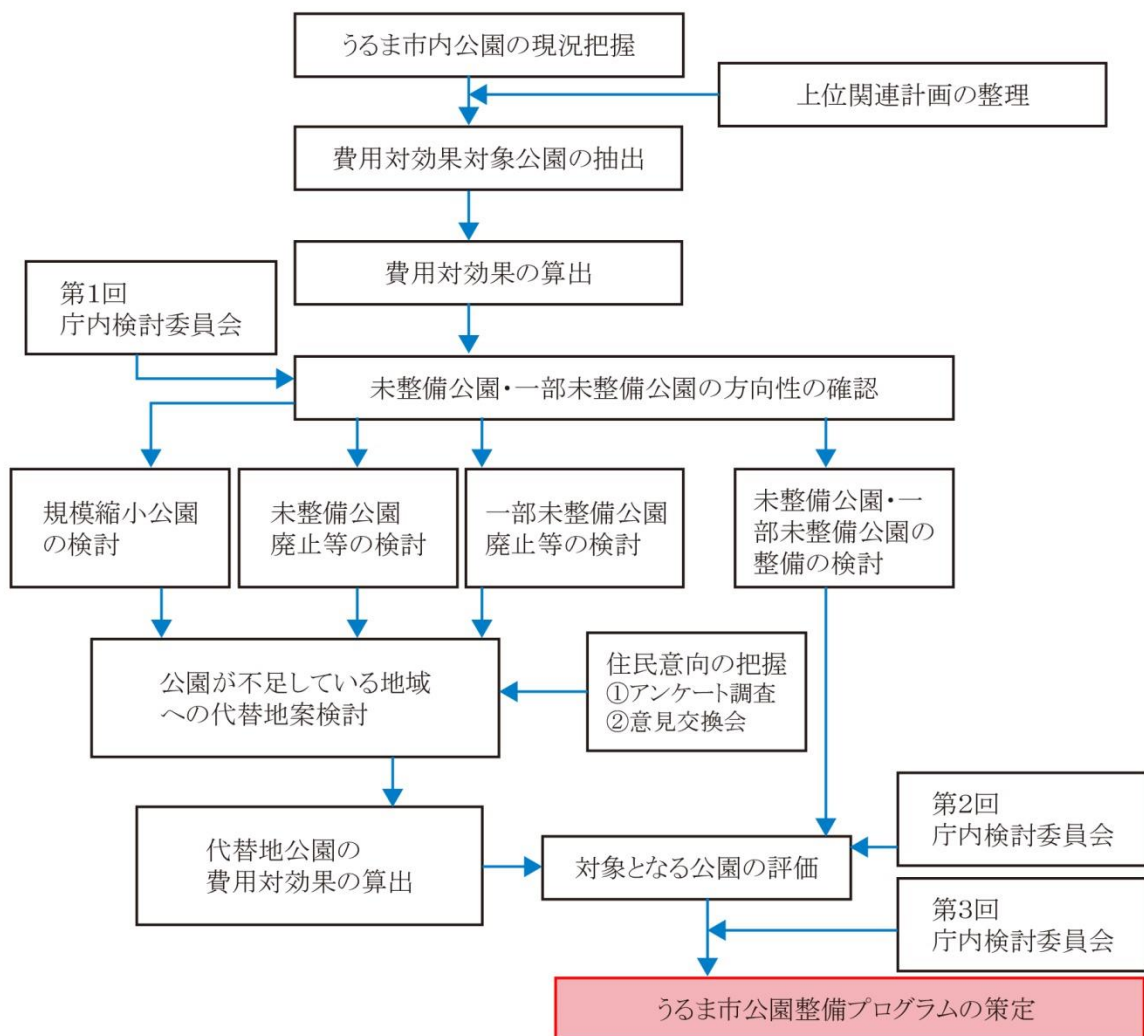 うるま市内公園の現況把握
上位関連計画の整理
費用対効果対象公園の抽出
費用対効果の算出
第1回
庁内検討委員会
未整備公園・一部未整備公園の方向性の確認
規模縮小公園
の検討
未整備公園
廃止等の検討
一部未整備公園
廃止等の検討
未整備公園・一
部未整備公園の
整備の検討
公園が不足している地域
への代替地案検討
住民意向の把握
①アンケート調査
②意見交換会
代替地公園の
費用対効果の算出
対象となる公園の評価
第2回
庁内検討委員会
第3回
庁内検討委員会
うるま市公園整備プログラムの策定